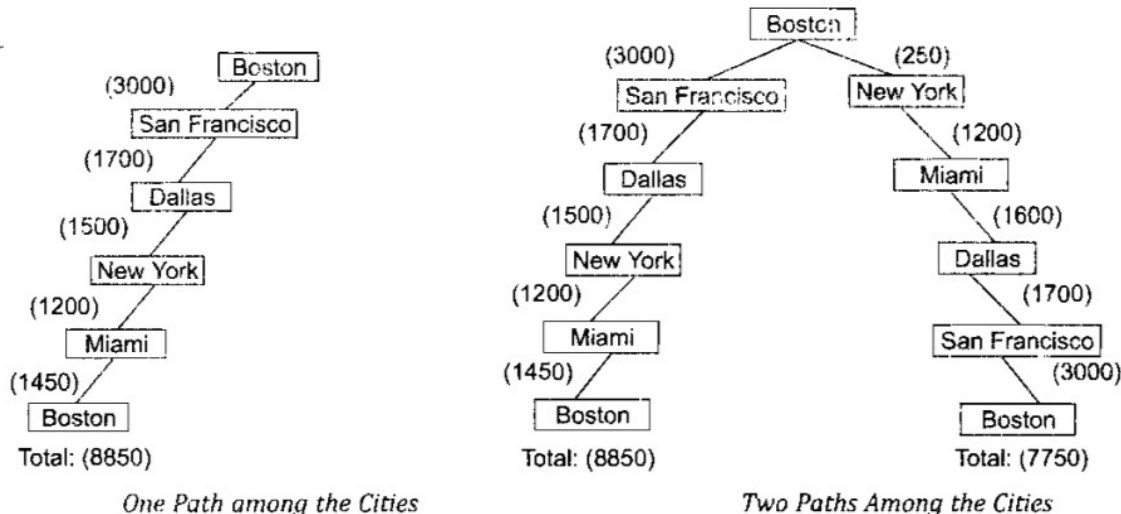 Boston
(3000)
San Francisco
(1700)
Dallas
(1500)
New York
(1200)
Miami
(1450)
Boston
Total: (8850)
One Path among the Cities
Boston
(3000)
San Francisco
(1700)
Dallas
(1500)
New York
(1200)
Miami
(1450)
Boston
Total: (8850)
(250)
New York
(1200)
Miami
(1600)
Dallas
(1700)
San Francisco
(3000)
Boston
Total: (7750)
Two Paths Among the Cities